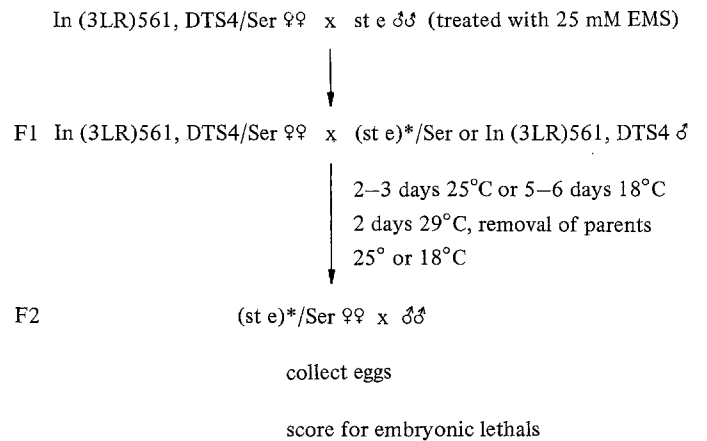 In (3LR)561, DTS4/Ser ♀♀ x st e ♂♂ (treated with 25 mM EMS)
F1 In (3LR)561, DTS4/Ser ♀♀ x (st e)*/Ser or In (3LR)561, DTS4 ♂
2–3 days 25°C or 5–6 days 18°C
2 days 29°C, removal of parents
25° or 18°C
F2 (st e)*/Ser ♀♀ x ♂♂
collect eggs
score for embryonic lethals